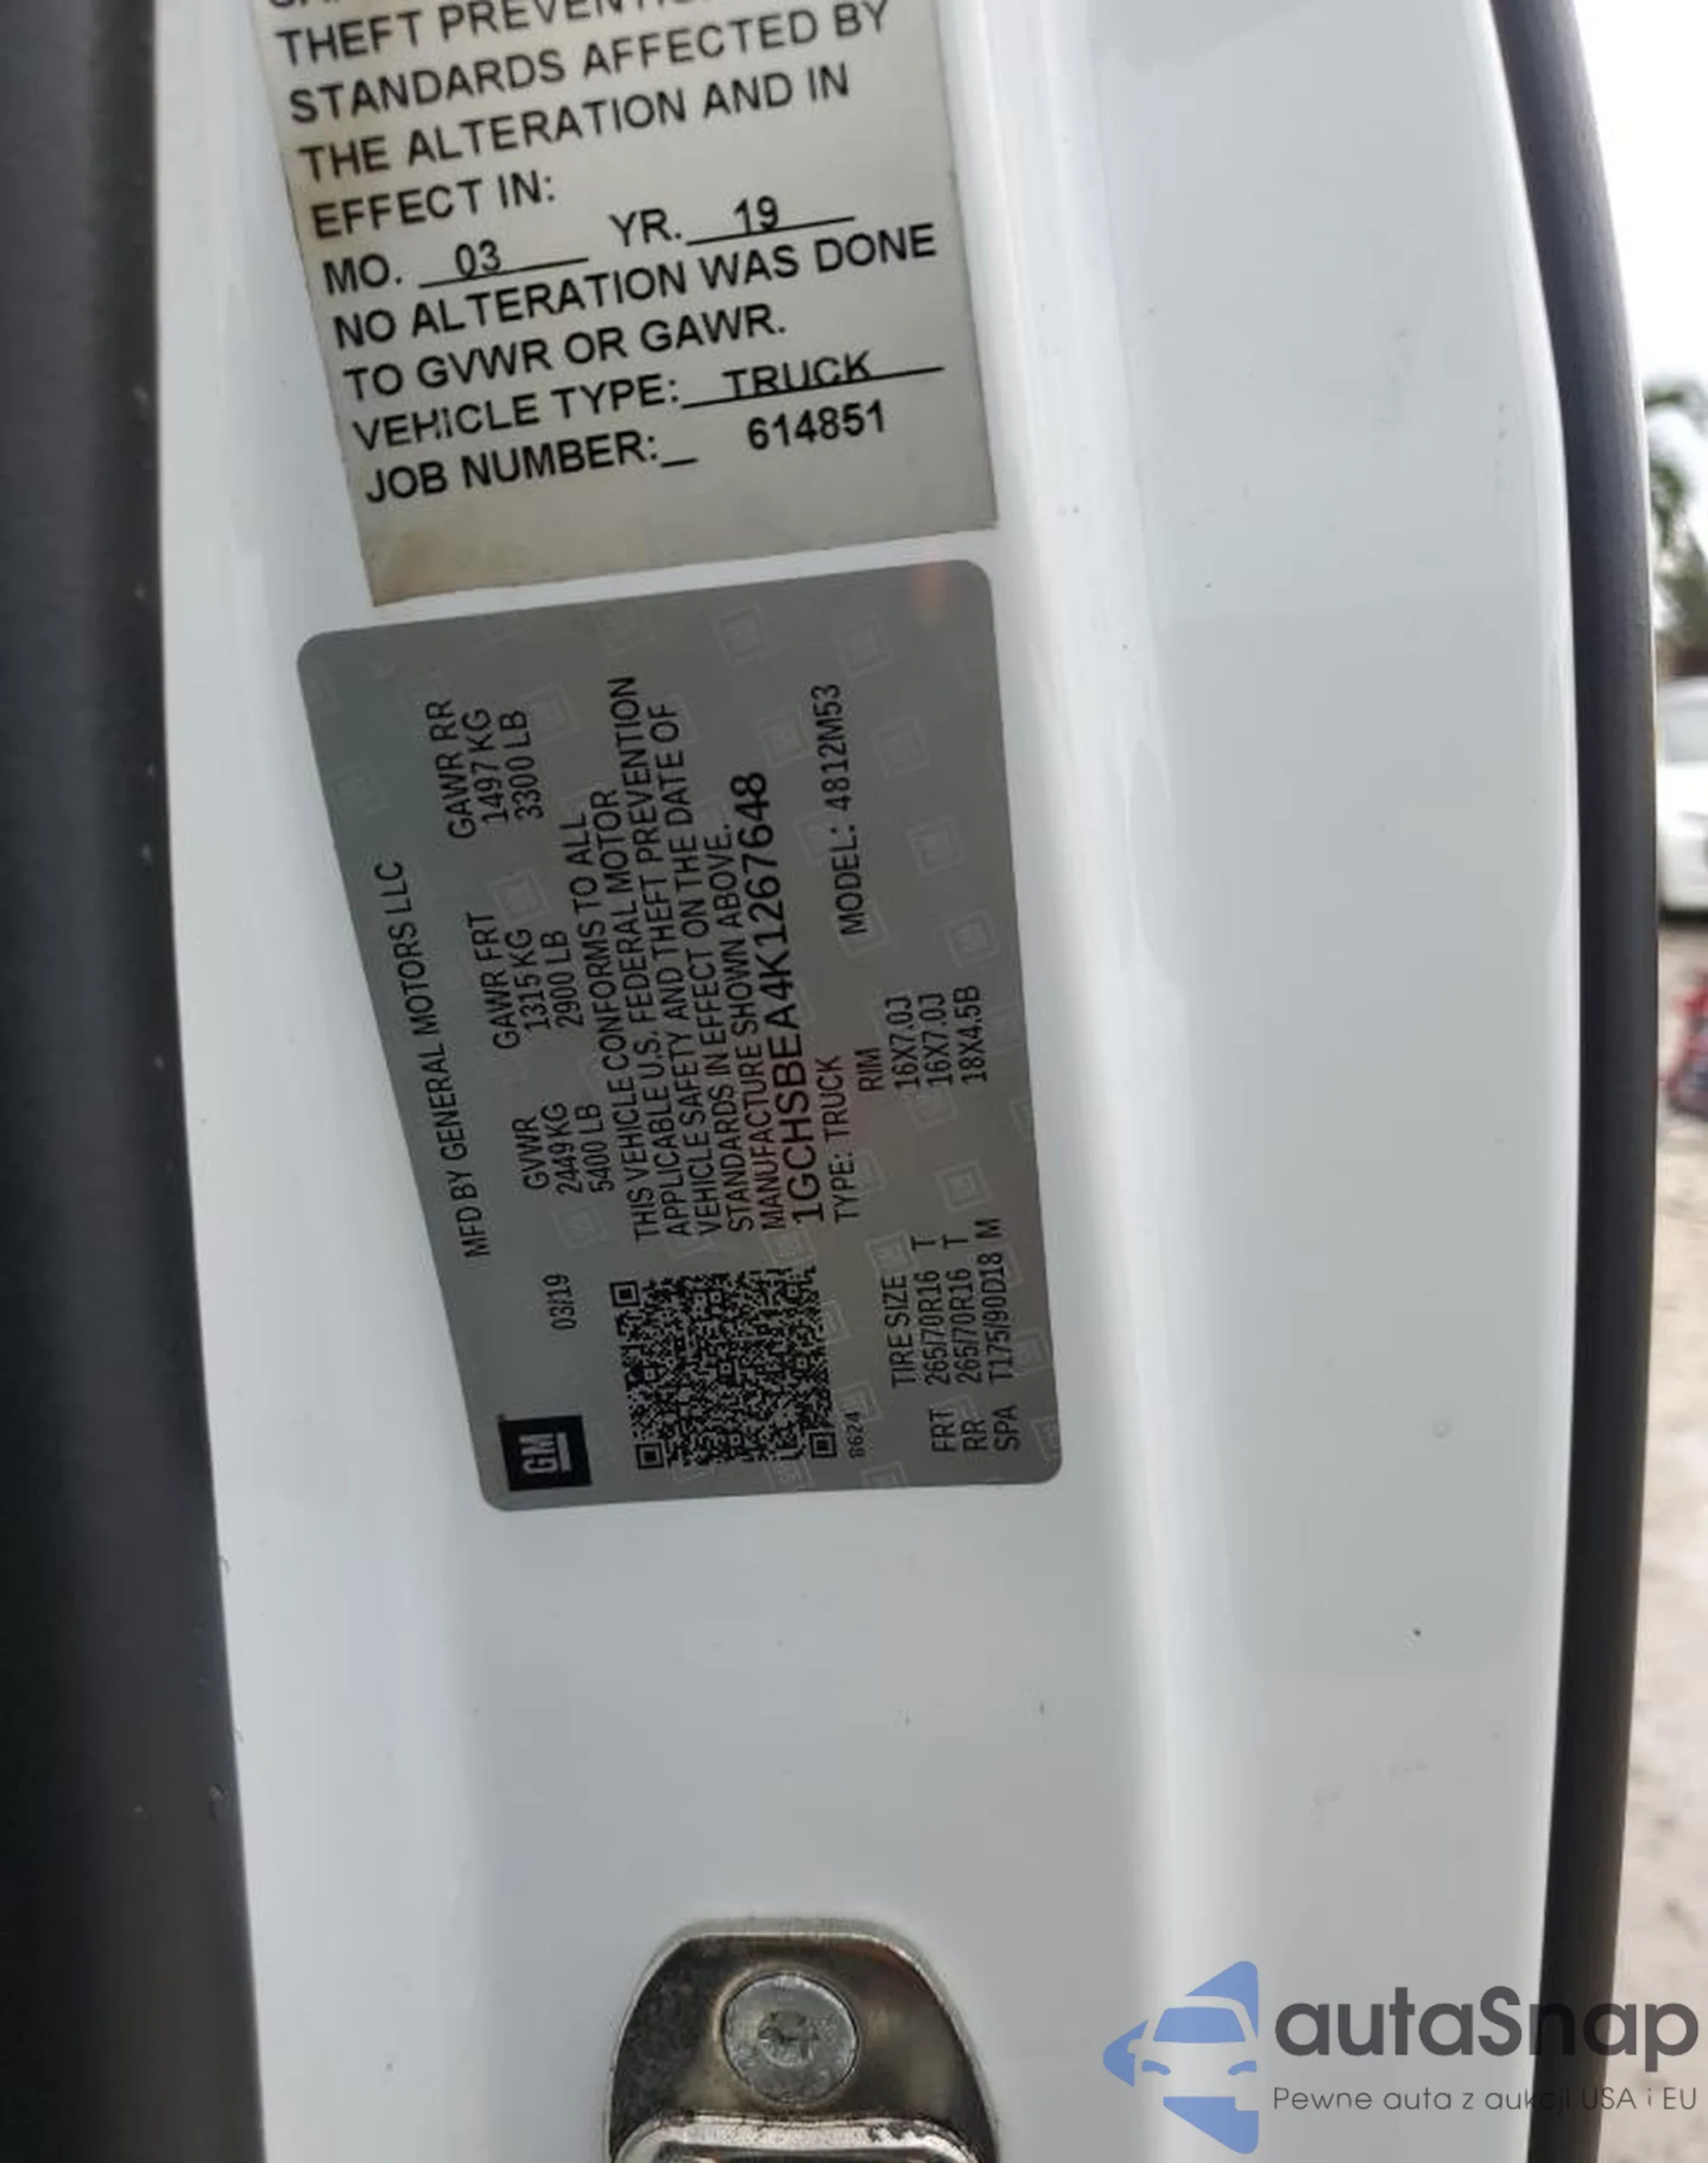 THEFT PREVENTION
STANDARDS AFFECTED BY
THE ALTERATION AND IN
EFFECT IN:
MO. 03 YR. 19
NO ALTERATION WAS DONE
TO GVWR OR GAWR.
VEHICLE TYPE: TRUCK
JOB NUMBER:_ 614851
MFD BY GENERAL MOTORS LLC
GM
03/19
GVWR GAWR FRT GAWR RR
2449KG 1315KG 1497KG
5400 LB 2900 LB 3300 LB
THIS VEHICLE CONFORMS TO ALL
APPLICABLE U.S. FEDERAL MOTOR
VEHICLE SAFETY AND THEFT PREVENTION
STANDARDS IN EFFECT ON THE DATE OF
MANUFACTURE SHOWN ABOVE.
1GCHSBEA4K1267648
TYPE: TRUCK MODEL: 4812M53
8624
TIRE SIZE RIM
FRT 265/70R16 T 16X7.0J
RR 265/70R16 T 16X7.0J
SPA T175/90D18 M 18X4.5B
autaSnap
Pewne auta z aukcji USA i EU